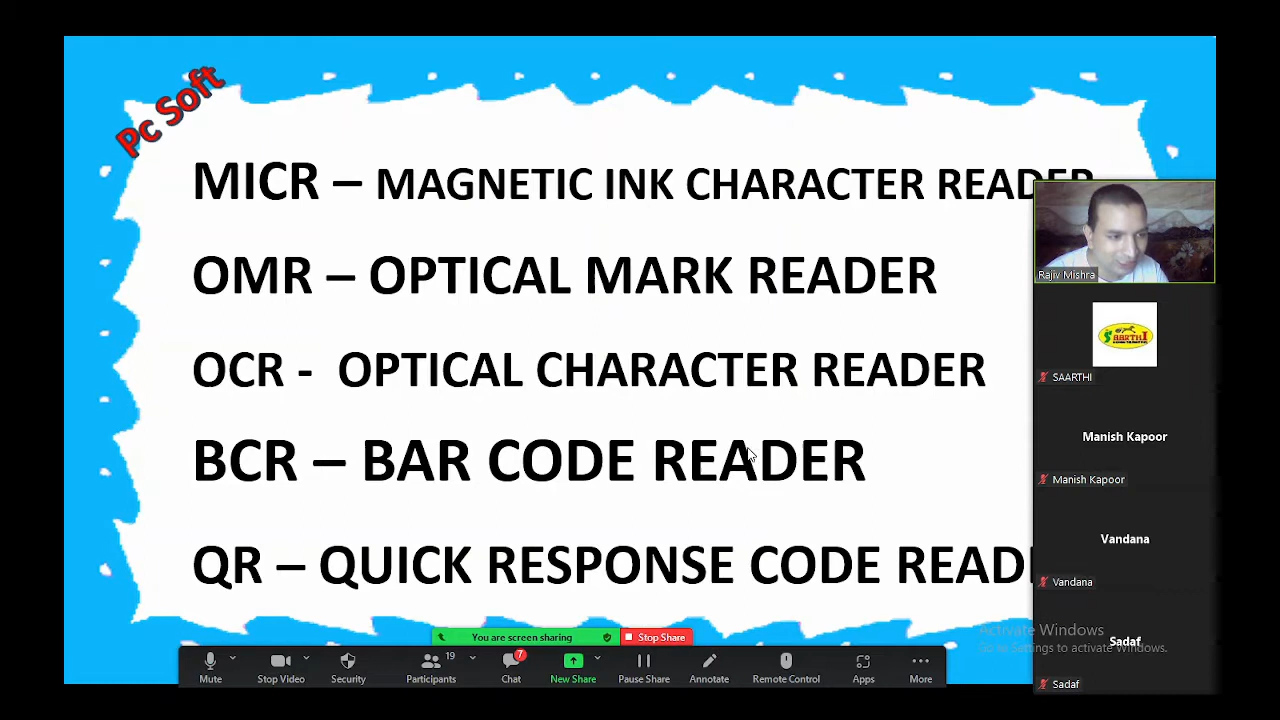 Pc Soft
MICR – MAGNETIC INK CHARACTER READER
OMR – OPTICAL MARK READER
OCR - OPTICAL CHARACTER READER
BCR – BAR CODE READER
QR – QUICK RESPONSE CODE
Rajiv Mishra
SAARTHI
SAARTHI
Manish Kapoor
Manish Kapoor
Vandana
Vandana
Activate Windows
Sadaf
Go to Settings to activate Windows.
Sadaf
You are screen sharing
Stop Share
19
7
Mute
Stop Video
Security
Participants
Chat
New Share
Pause Share
Annotate
Remote Control
Apps
More